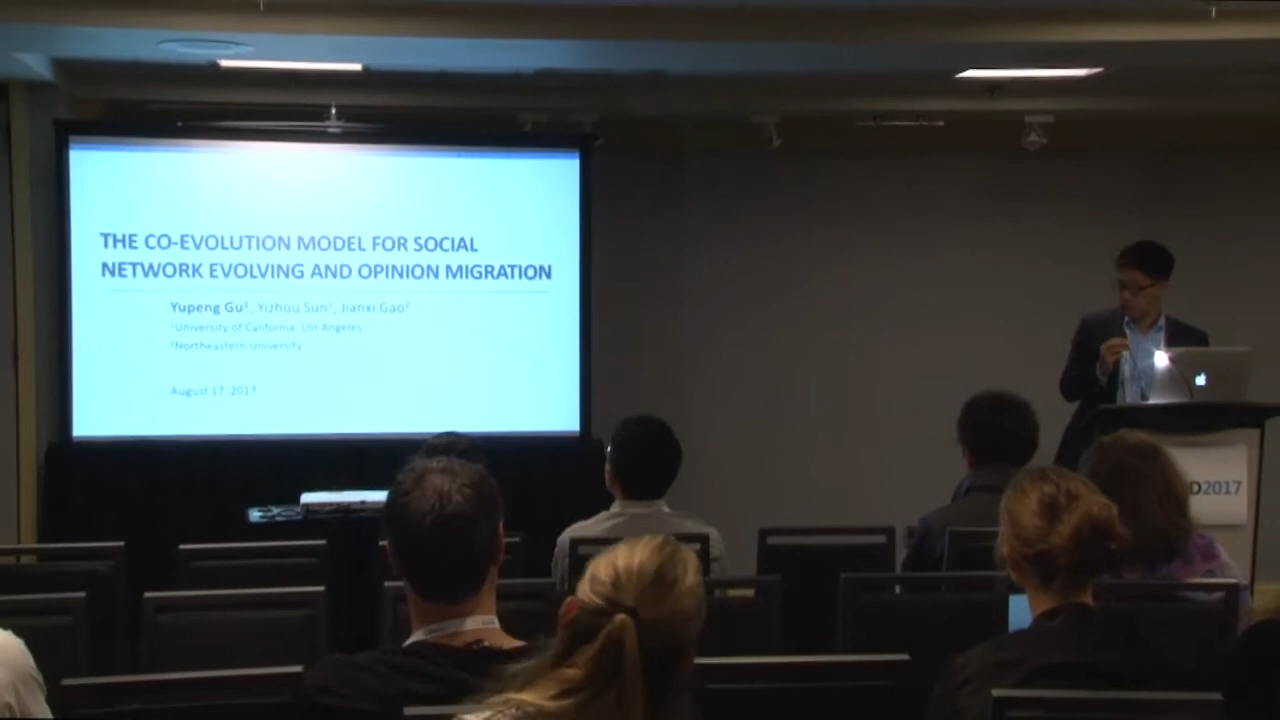 THE CO-EVOLUTION MODEL FOR SOCIAL
NETWORK EVOLVING AND OPINION MIGRATION
Yupeng Gu¹, Yizhou Sun¹, Jianxi Gao²
¹University of California, Los Angeles
²Northeastern University
August 17, 2017
D2017